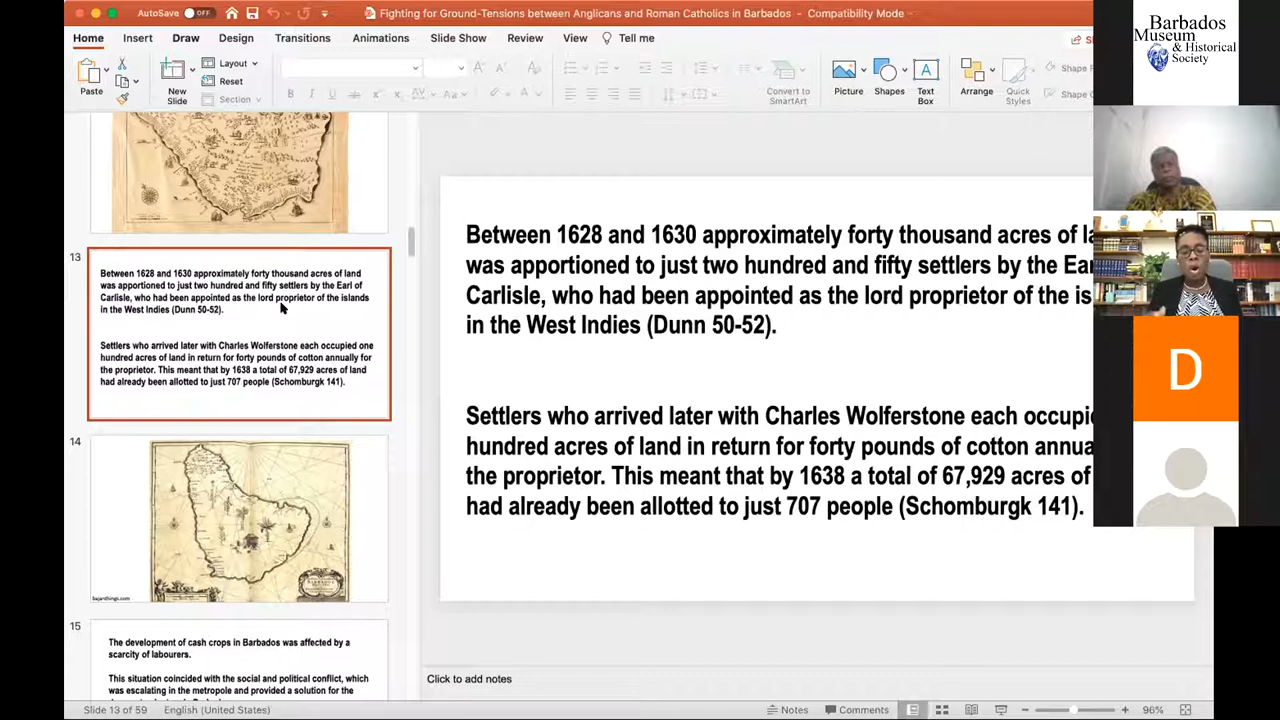 AutoSave OFF
Fighting for Ground-Tensions between Anglicans and Roman Catholics in Barbados - Compatibility Mode
Home Insert Draw Design Transitions Animations Slide Show Review View Tell me
Paste
New
Slide
Layout
Reset
Section
Convert to
SmartArt
Picture
Shapes
Text
Box
Arrange
Quick
Styles
Shape
Shape
Barbados
Museum
& Historical
Society
13
Between 1628 and 1630 approximately forty thousand acres of land
was apportioned to just two hundred and fifty settlers by the Earl of
Carlisle, who had been appointed as the lord proprietor of the islands
in the West Indies (Dunn 50-52).
Settlers who arrived later with Charles Wolferstone each occupied one
hundred acres of land in return for forty pounds of cotton annually for
the proprietor. This meant that by 1638 a total of 67,929 acres of land
had already been allotted to just 707 people (Schomburgk 141).
14
bajanthings.com
15
The development of cash crops in Barbados was affected by a
scarcity of labourers.
This situation coincided with the social and political conflict, which
was escalating in the metropole and provided a solution for the
Between 1628 and 1630 approximately forty thousand acres of la
was apportioned to just two hundred and fifty settlers by the Ear
Carlisle, who had been appointed as the lord proprietor of the is
in the West Indies (Dunn 50-52).
Settlers who arrived later with Charles Wolferstone each occupie
hundred acres of land in return for forty pounds of cotton annua
the proprietor. This meant that by 1638 a total of 67,929 acres of
had already been allotted to just 707 people (Schomburgk 141).
D
Click to add notes
Slide 13 of 59 English (United States) Notes Comments 96%